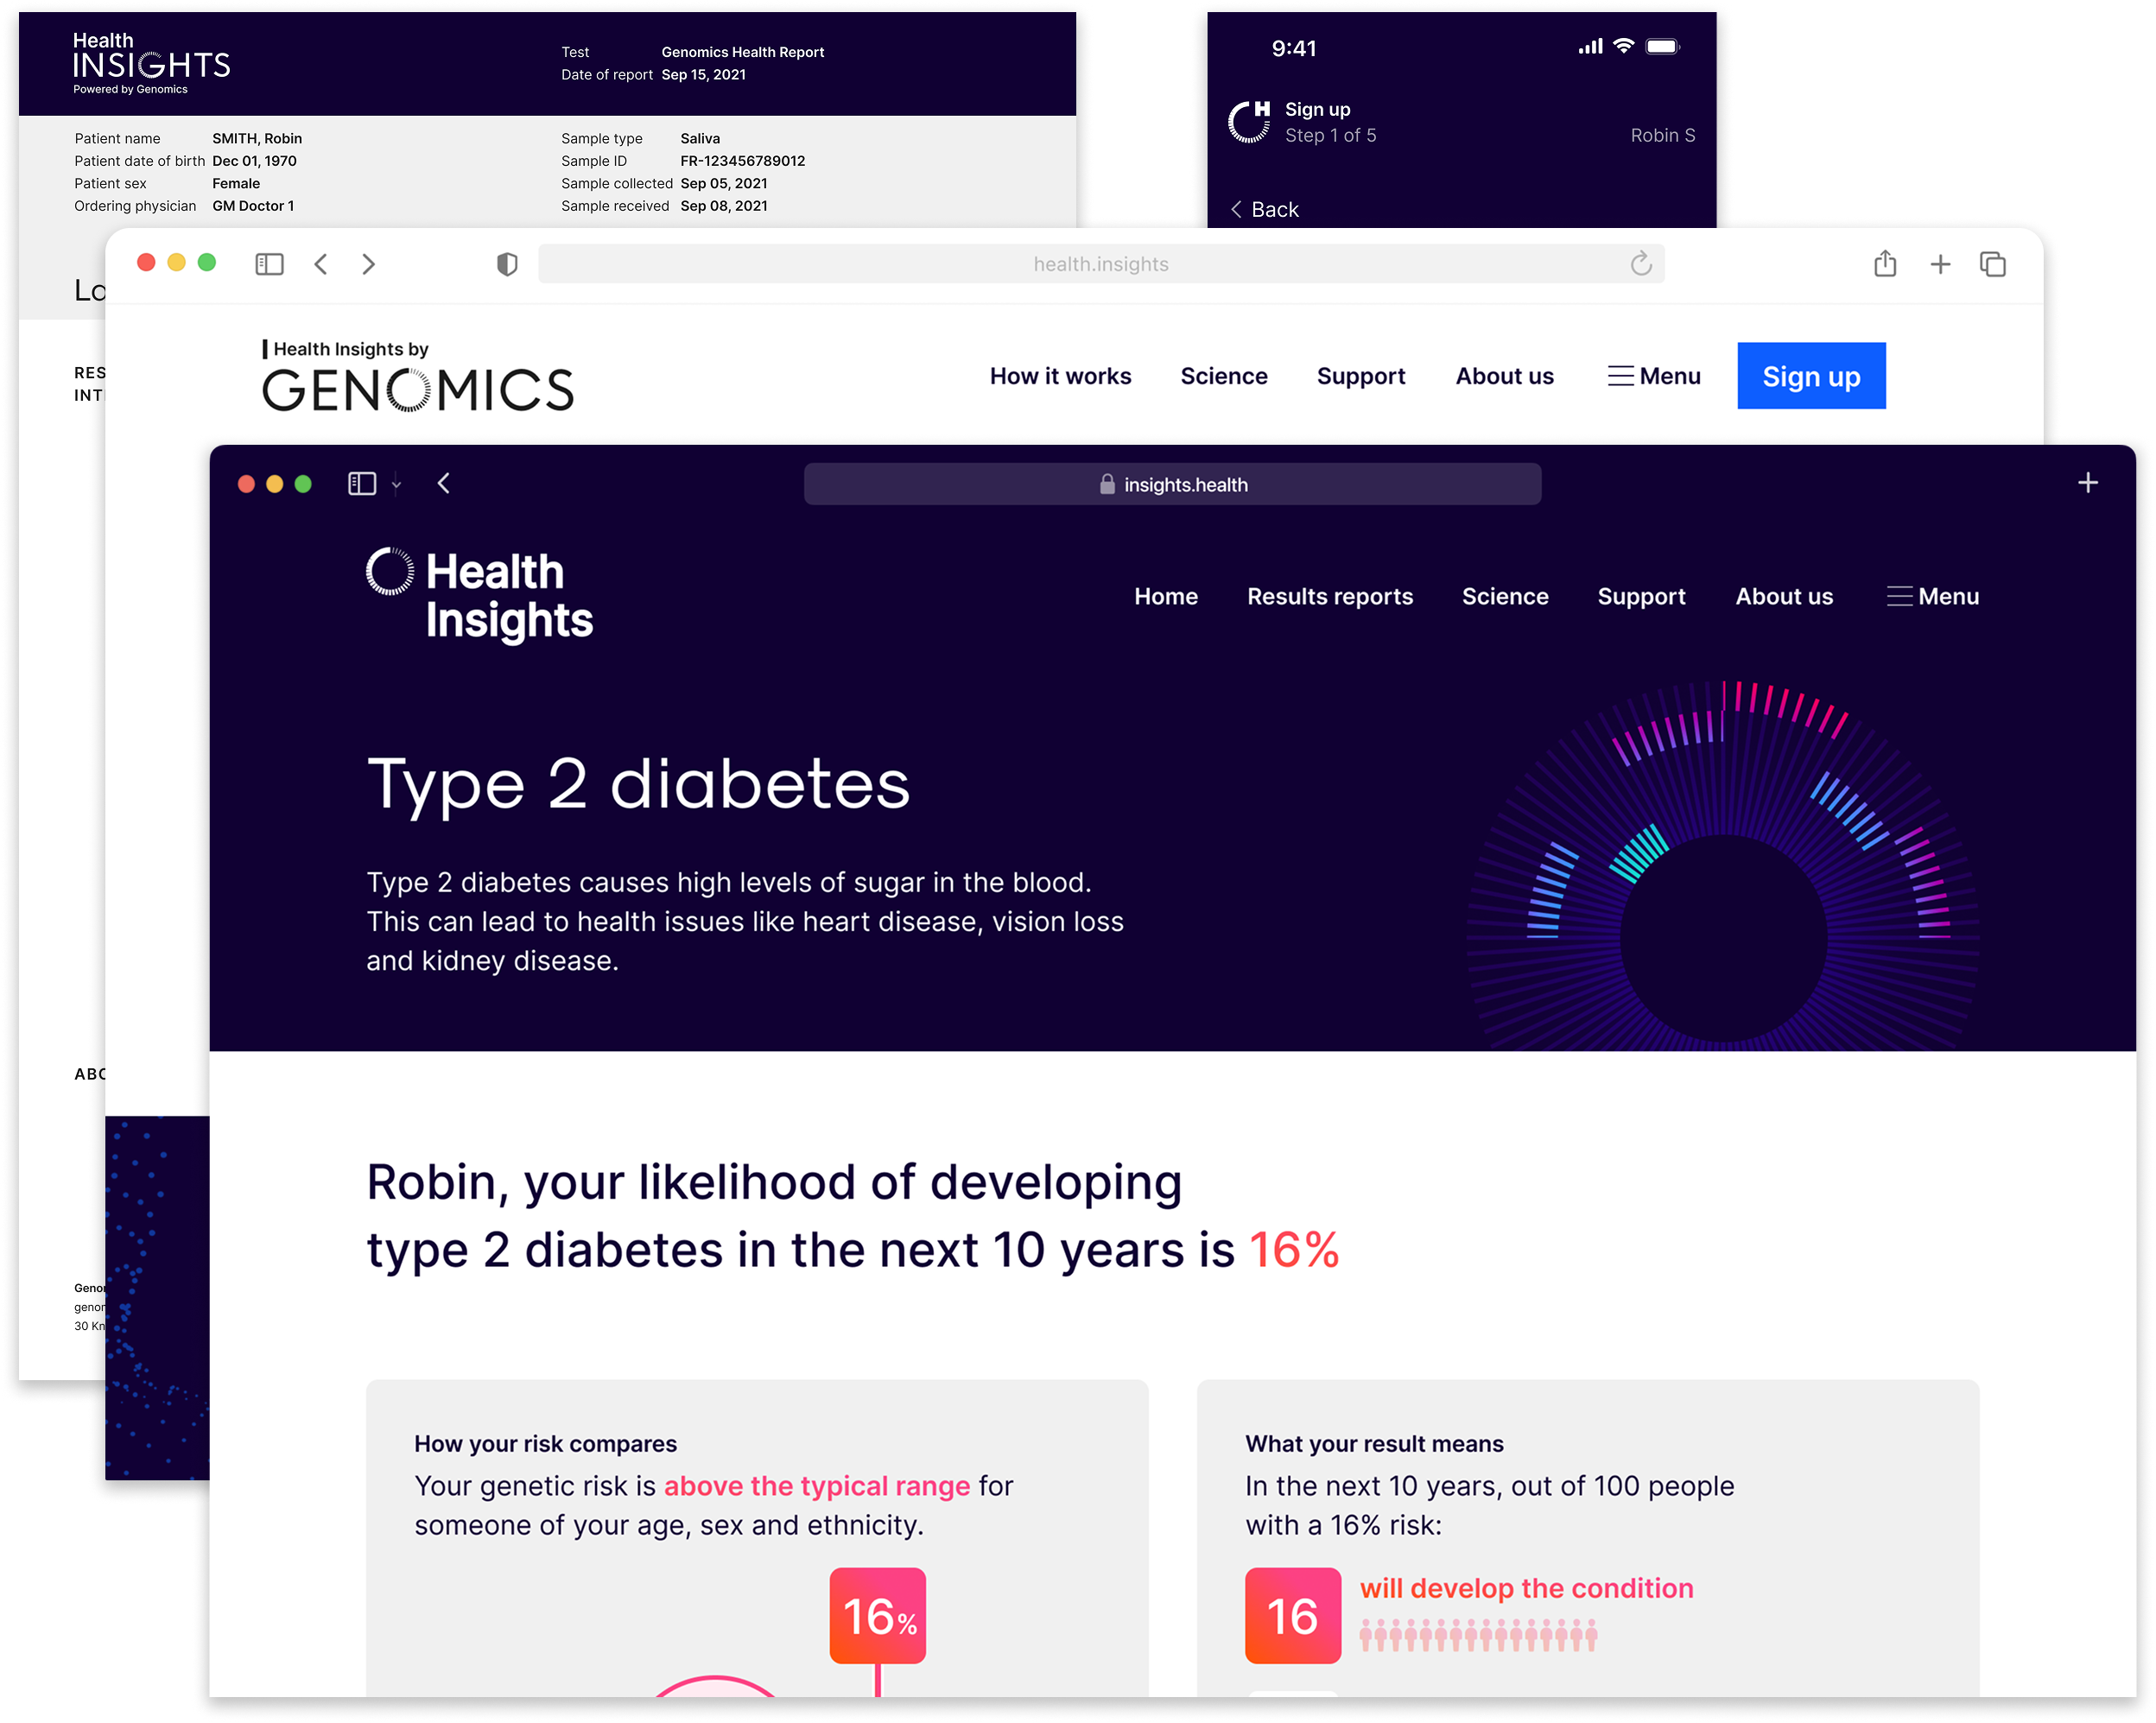 Health
INSIGHTS
Powered by Genomics
Test Genomics Health Report
Date of report Sep 15, 2021
Patient name SMITH, Robin
Patient date of birth Dec 01, 1970
Patient sex Female
Ordering physician GM Doctor 1
Sample type Saliva
Sample ID FR-123456789012
Sample collected Sep 05, 2021
Sample received Sep 08, 2021
9:41
H
Sign up
Step 1 of 5
Robin S
Back
health.insights
Health Insights by
GENOMICS
How it works Science Support About us Menu Sign up
insights.health
Health
Insights
Home Results reports Science Support About us Menu
Type 2 diabetes
Type 2 diabetes causes high levels of sugar in the blood.
This can lead to health issues like heart disease, vision loss
and kidney disease.
Robin, your likelihood of developing
type 2 diabetes in the next 10 years is 16%
How your risk compares
Your genetic risk is above the typical range for
someone of your age, sex and ethnicity.
16%
What your result means
In the next 10 years, out of 100 people
with a 16% risk:
16
will develop the condition